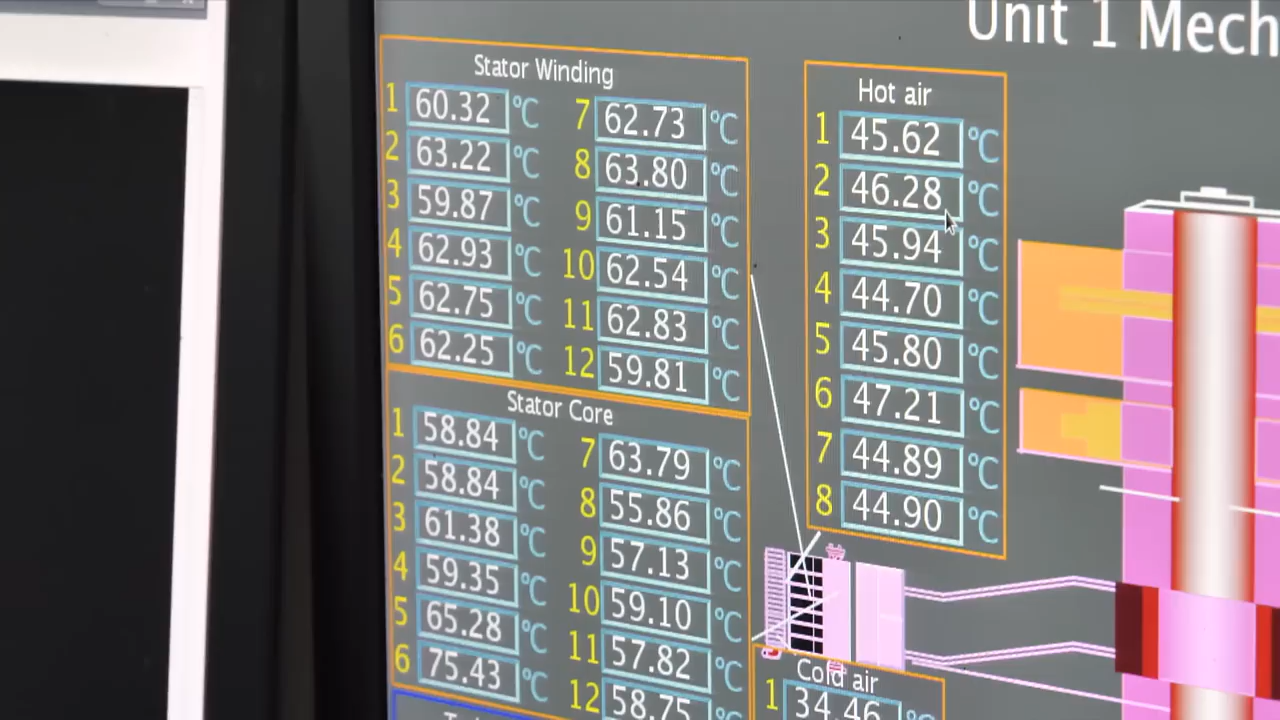 Unit 1 Mech
Stator Winding
1 60.32 °C 7 62.73 °C
2 63.22 °C 8 63.80 °C
3 59.87 °C 9 61.15 °C
4 62.93 °C 10 62.54 °C
5 62.75 °C 11 62.83 °C
6 62.25 °C 12 59.81 °C
Stator Core
1 58.84 °C 7 63.79 °C
2 58.84 °C 8 55.86 °C
3 61.38 °C 9 57.13 °C
4 59.35 °C 10 59.10 °C
5 65.28 °C 11 57.82 °C
6 75.43 °C 12 58.75 °C
Hot air
1 45.62 °C
2 46.28 °C
3 45.94 °C
4 44.70 °C
5 45.80 °C
6 47.21 °C
7 44.89 °C
8 44.90 °C
Cold air
1 34.46 °C